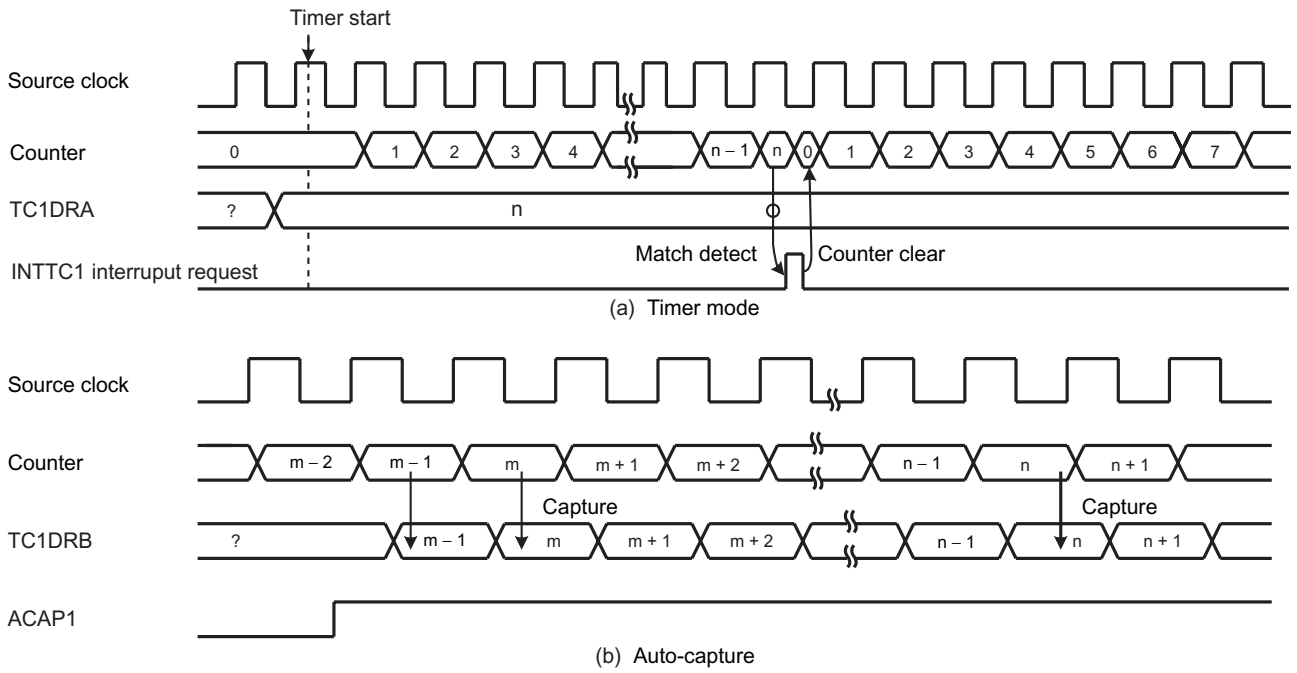 Timer start
Source clock
Counter 0 1 2 3 4 n – 1 n 0 1 2 3 4 5 6 7
TC1DRA ? n
Match detect Counter clear
INTTC1 interruput request
(a) Timer mode
Source clock
Counter m – 2 m – 1 m m + 1 m + 2 n – 1 n n + 1
Capture Capture
TC1DRB ? m – 1 m m + 1 m + 2 n – 1 n n + 1
ACAP1
(b) Auto-capture